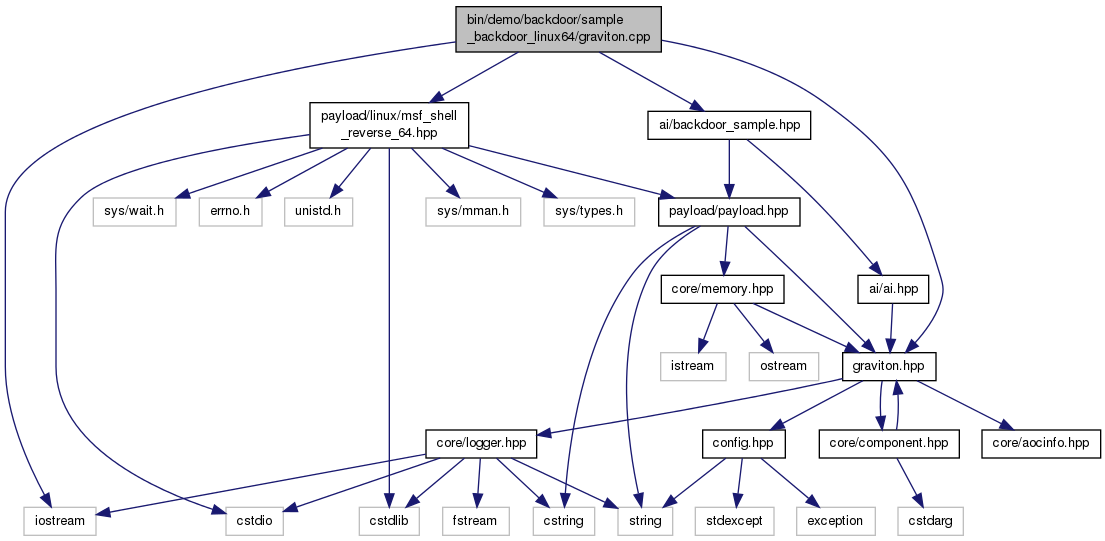 bin/demo/backdoor/sample
_backdoor_linux64/graviton.cpp
payload/linux/msf_shell
_reverse_64.hpp
ai/backdoor_sample.hpp
sys/wait.h
errno.h
unistd.h
sys/mman.h
sys/types.h
payload/payload.hpp
core/memory.hpp
ai/ai.hpp
istream
ostream
graviton.hpp
core/logger.hpp
config.hpp
core/component.hpp
core/aocinfo.hpp
iostream
cstdio
cstdlib
fstream
cstring
string
stdexcept
exception
cstdarg